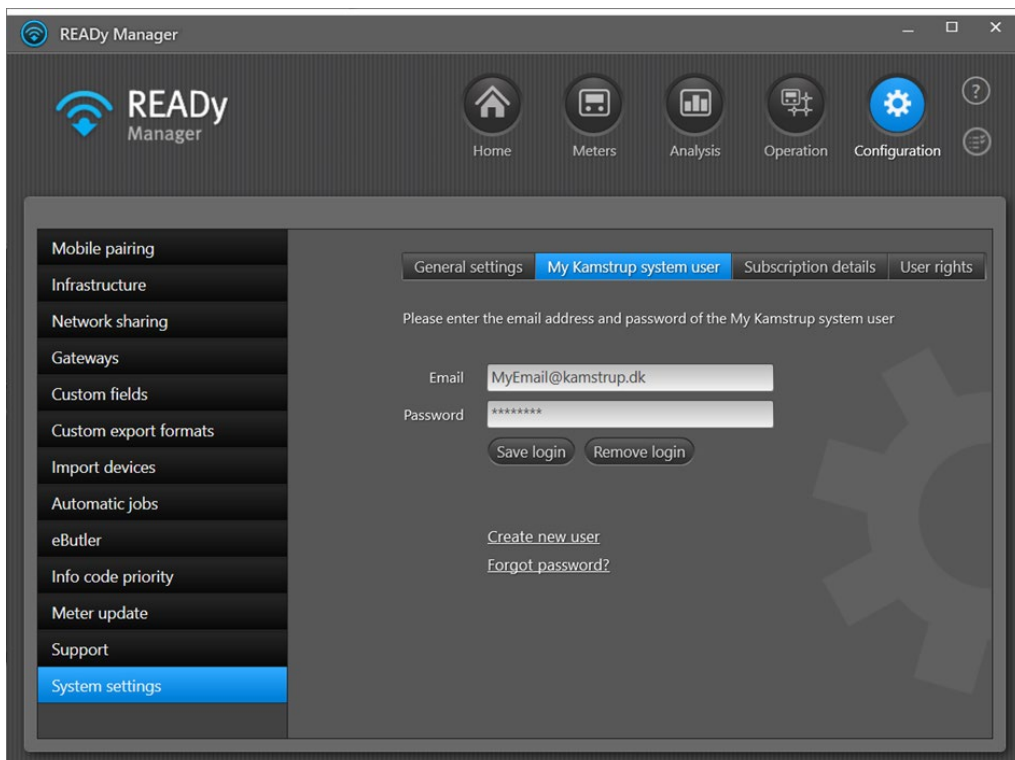 READy Manager
READy
Manager
Home
Meters
Analysis
Operation
Configuration
?
Mobile pairing
Infrastructure
Network sharing
Gateways
Custom fields
Custom export formats
Import devices
Automatic jobs
eButler
Info code priority
Meter update
Support
System settings
General settings
My Kamstrup system user
Subscription details
User rights
Please enter the email address and password of the My Kamstrup system user
Email
MyEmail@kamstrup.dk
Password
********
Save login
Remove login
Create new user
Forgot password?